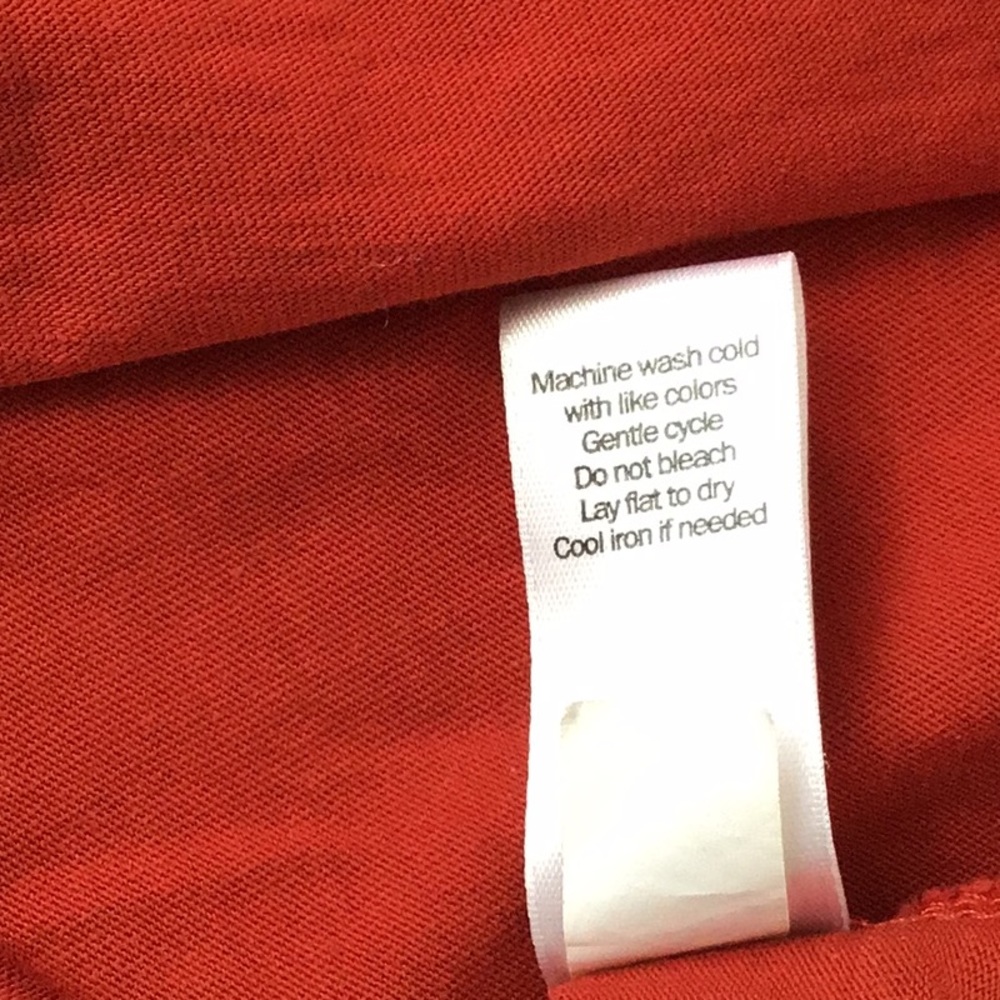 Machine wash cold
with like colors
Gentle cycle
Do not bleach
Lay flat to dry
Cool iron if needed